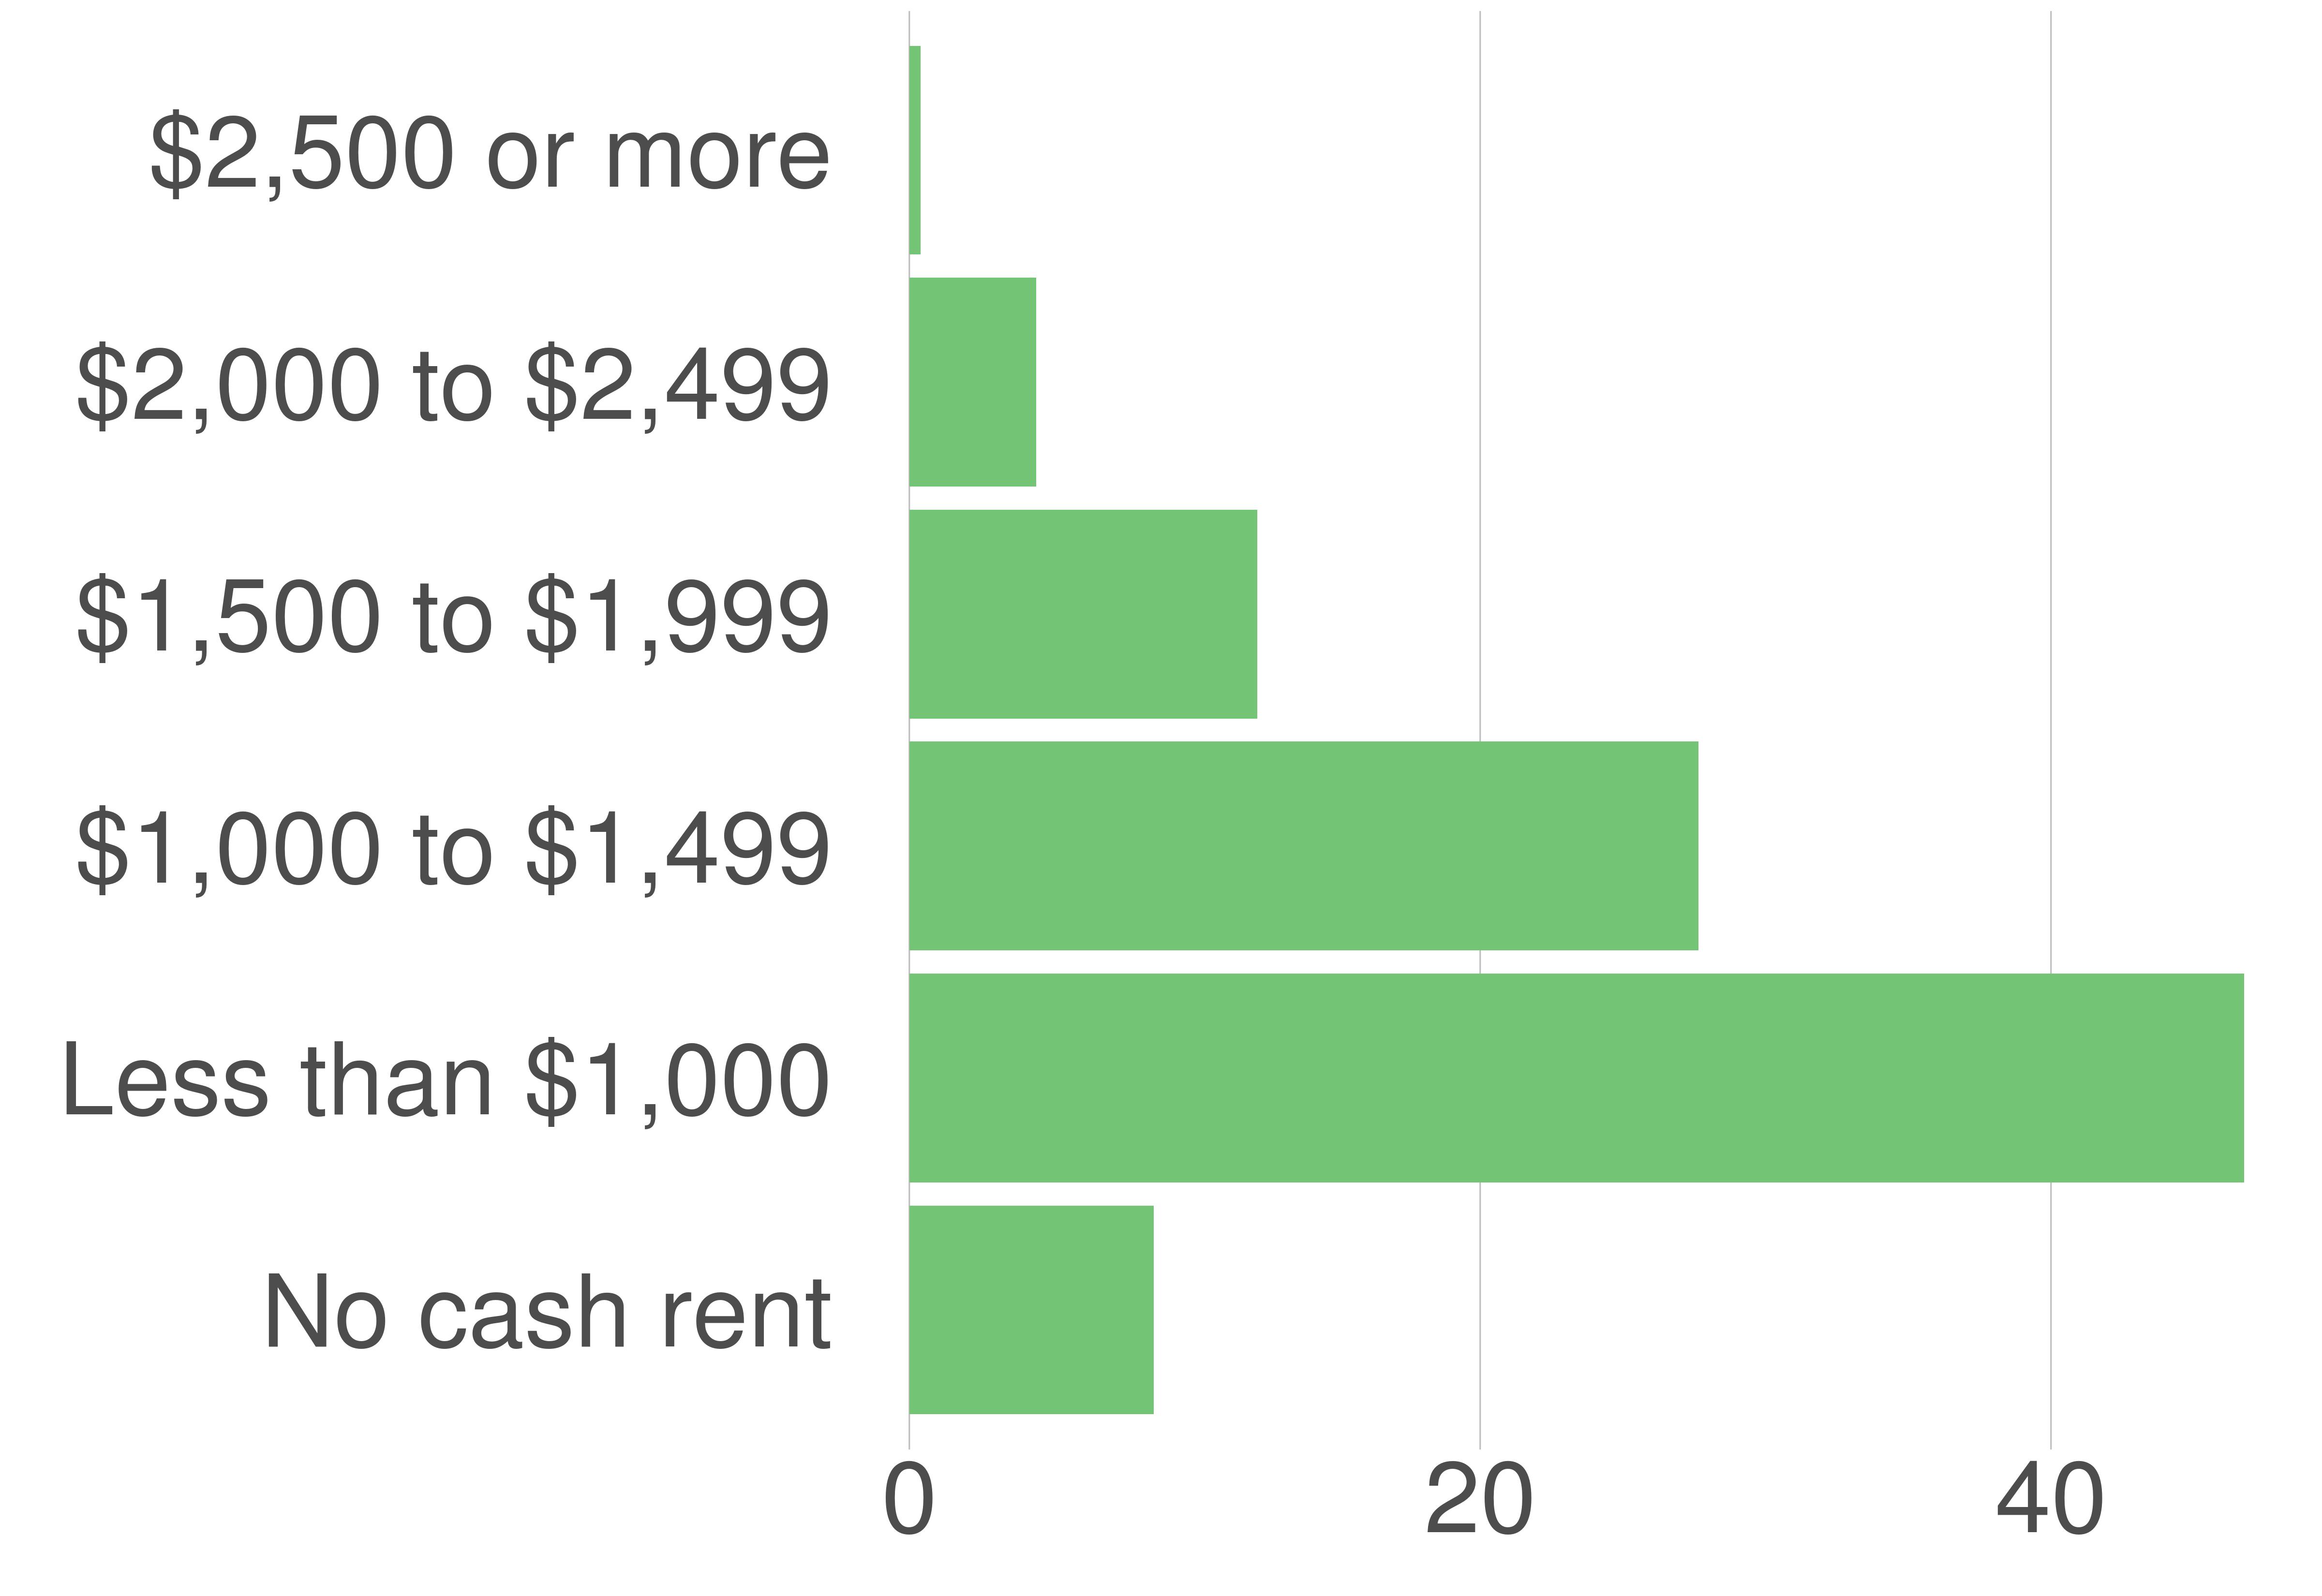 $2,500 or more
$2,000 to $2,499
$1,500 to $1,999
$1,000 to $1,499
Less than $1,000
No cash rent
0 20 40